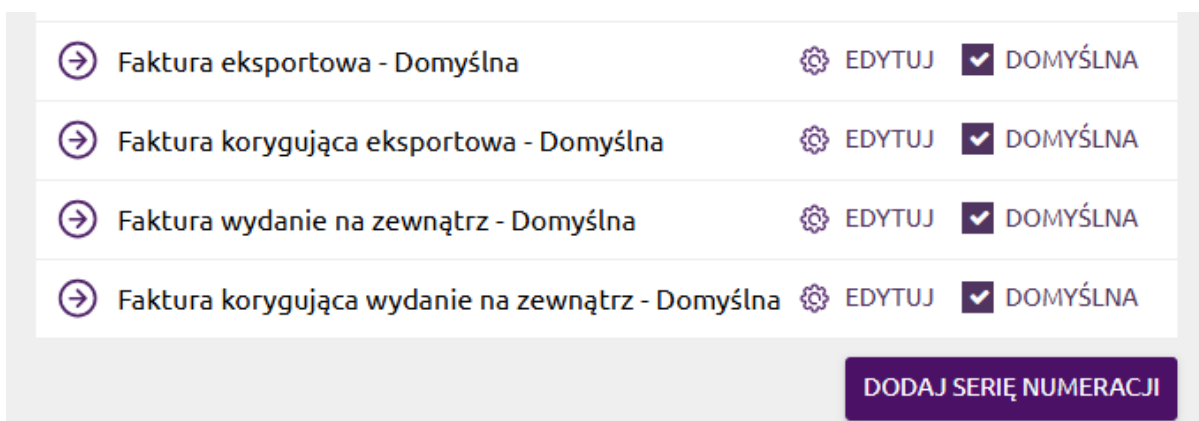 Faktura eksportowa - Domyślna EDYTUJ DOMYŚLNA
Faktura korygująca eksportowa - Domyślna EDYTUJ DOMYŚLNA
Faktura wydanie na zewnątrz - Domyślna EDYTUJ DOMYŚLNA
Faktura korygująca wydanie na zewnątrz - Domyślna EDYTUJ DOMYŚLNA
DODAJ SERIĘ NUMERACJI